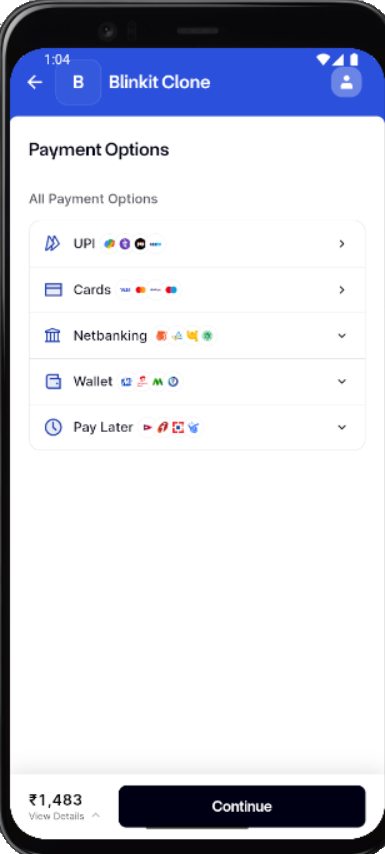 1:04
B Blinkit Clone
Payment Options
All Payment Options
UPI
Cards
Netbanking
Wallet
Pay Later
₹1,483
View Details
Continue